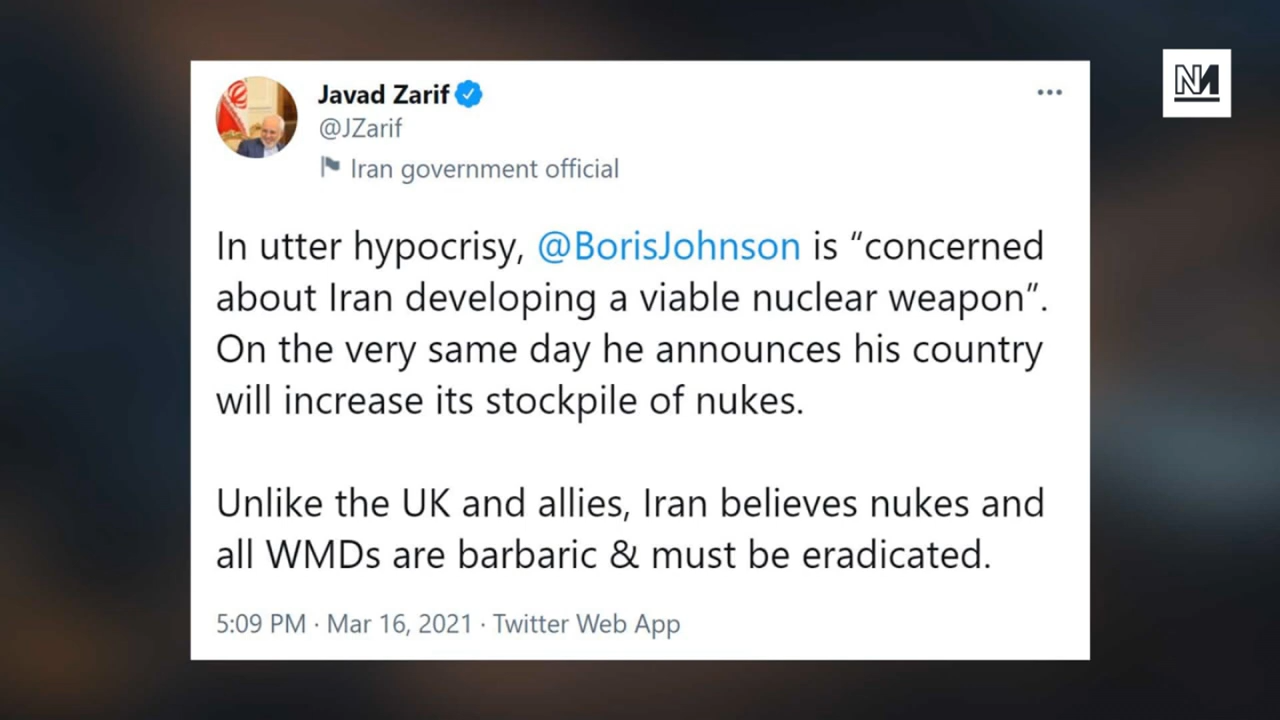 Javad Zarif
@JZarif
Iran government official
In utter hypocrisy, @BorisJohnson is “concerned
about Iran developing a viable nuclear weapon”.
On the very same day he announces his country
will increase its stockpile of nukes.
Unlike the UK and allies, Iran believes nukes and
all WMDs are barbaric & must be eradicated.
5:09 PM · Mar 16, 2021 · Twitter Web App
NM